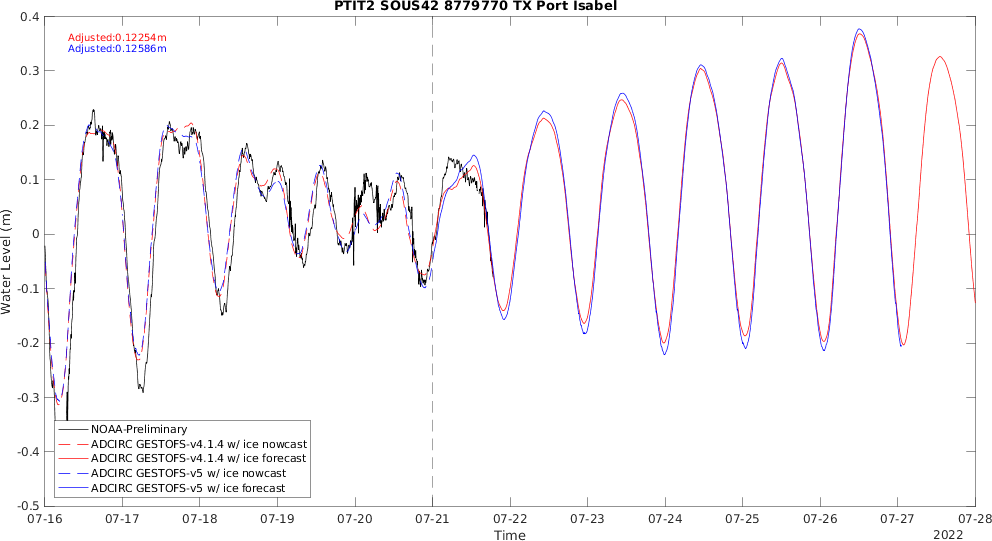 PTIT2 SOUS42 8779770 TX Port Isabel
0.4
Adjusted:0.12254m
Adjusted:0.12586m
0.3
0.2
0.1
0
-0.1
-0.2
-0.3
-0.4
-0.5
Water Level (m)
NOAA-Preliminary
ADCIRC GESTOFS-v4.1.4 w/ ice nowcast
ADCIRC GESTOFS-v4.1.4 w/ ice forecast
ADCIRC GESTOFS-v5 w/ ice nowcast
ADCIRC GESTOFS-v5 w/ ice forecast
07-16 07-17 07-18 07-19 07-20 07-21 07-22 07-23 07-24 07-25 07-26 07-27 07-28
Time
2022